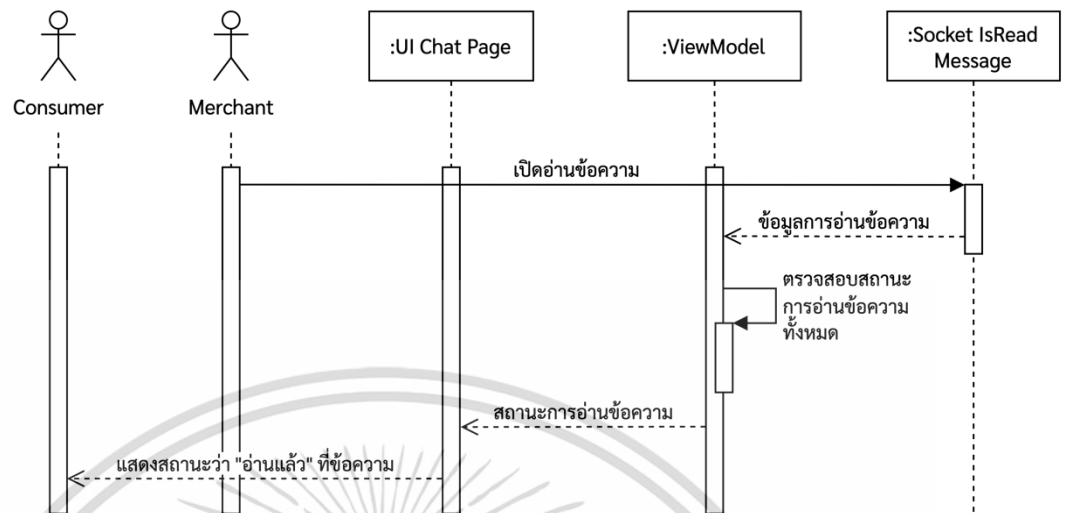 Consumer
Merchant
:UI Chat Page
:ViewModel
:Socket IsRead
Message
เปิดอ่านข้อความ
ข้อมูลการอ่านข้อความ
ตรวจสอบสถานะ
การอ่านข้อความ
ทั้งหมด
สถานะการอ่านข้อความ
แสดงสถานะว่า "อ่านแล้ว" ที่ข้อความ